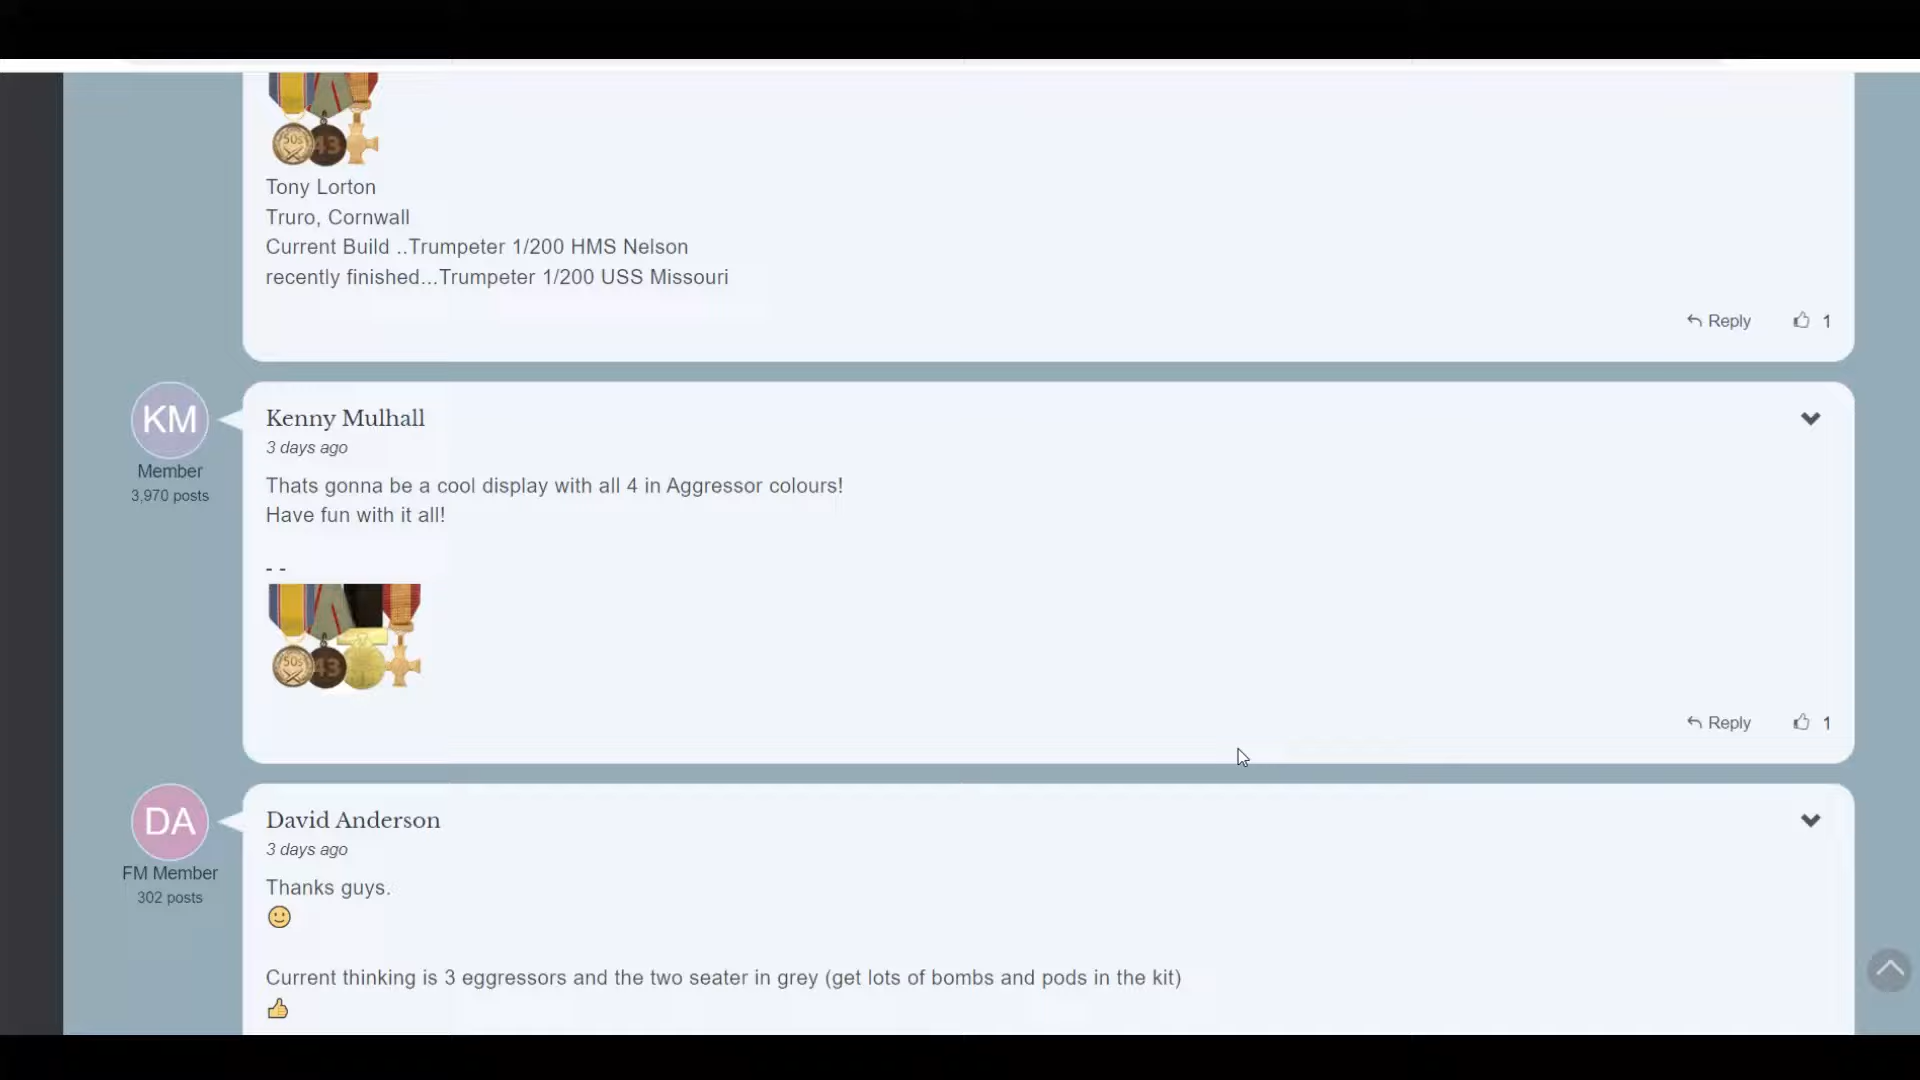 50s 43
Tony Lorton
Truro, Cornwall
Current Build ..Trumpeter 1/200 HMS Nelson
recently finished...Trumpeter 1/200 USS Missouri
Reply 1
KM
Member
3,970 posts
Kenny Mulhall
3 days ago
Thats gonna be a cool display with all 4 in Aggressor colours!
Have fun with it all!
- -
50s 43
Reply 1
DA
FM Member
302 posts
David Anderson
3 days ago
Thanks guys.
Current thinking is 3 eggressors and the two seater in grey (get lots of bombs and pods in the kit)